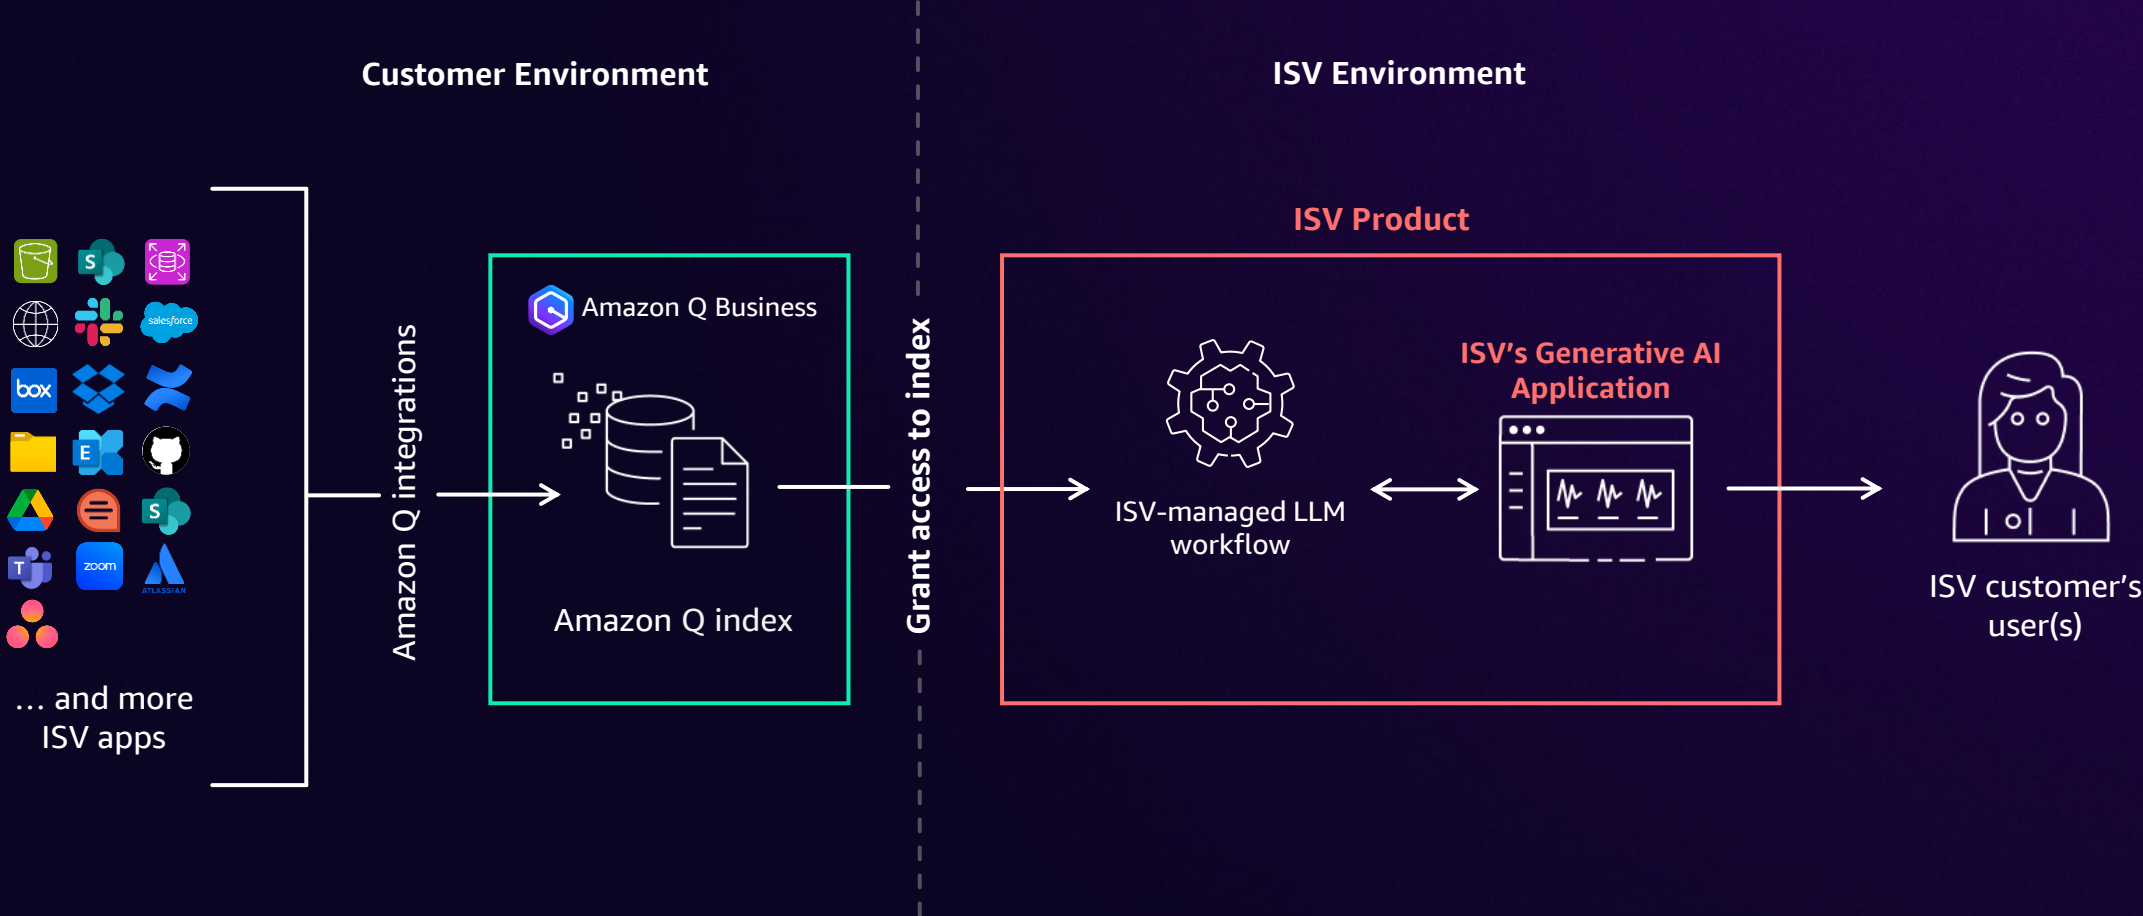 Customer Environment
ISV Environment
S
salesforce
box
E
S
T
zoom
ATLASSIAN
... and more
ISV apps
Amazon Q integrations
Amazon Q Business
Amazon Q index
Grant access to index
ISV Product
ISV-managed LLM
workflow
ISV’s Generative AI
Application
ISV customer’s
user(s)